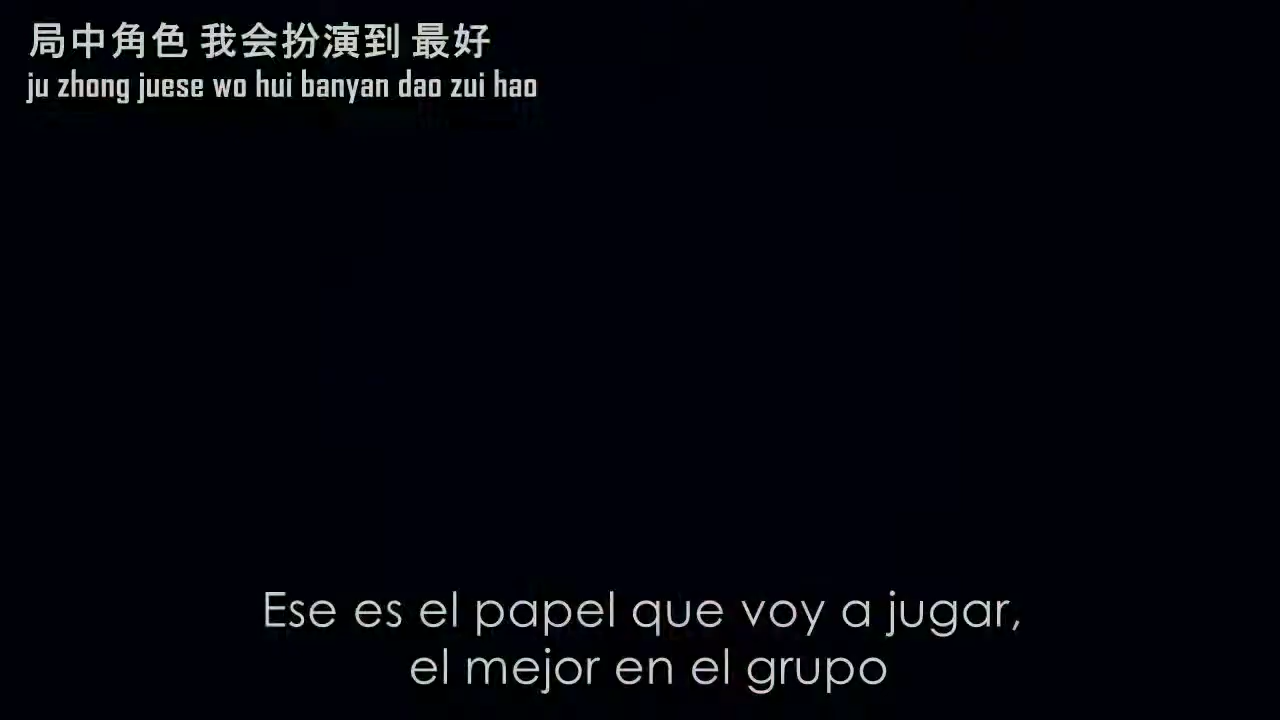 局中角色 我会扮演到 最好
ju zhong juese wo hui banyan dao zui hao
Ese es el papel que voy a jugar,
el mejor en el grupo